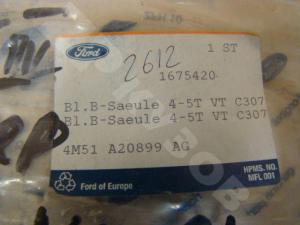 Ford
2612
1 ST
1675420
Bl.B-Saeule 4-5T VT C307
Bl.B-Saeule 4-5T VT C307
4M51 A20899 AG
Ford of Europe
HPMS. NO.
MFL 001